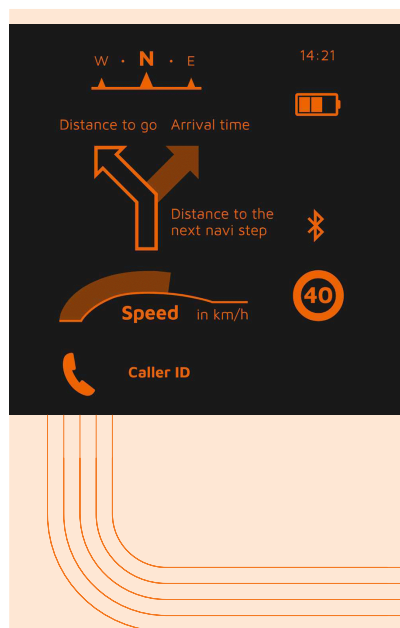 W · N · E
14:21
Distance to go
Arrival time
Distance to the
next navi step
40
Speed in km/h
Caller ID